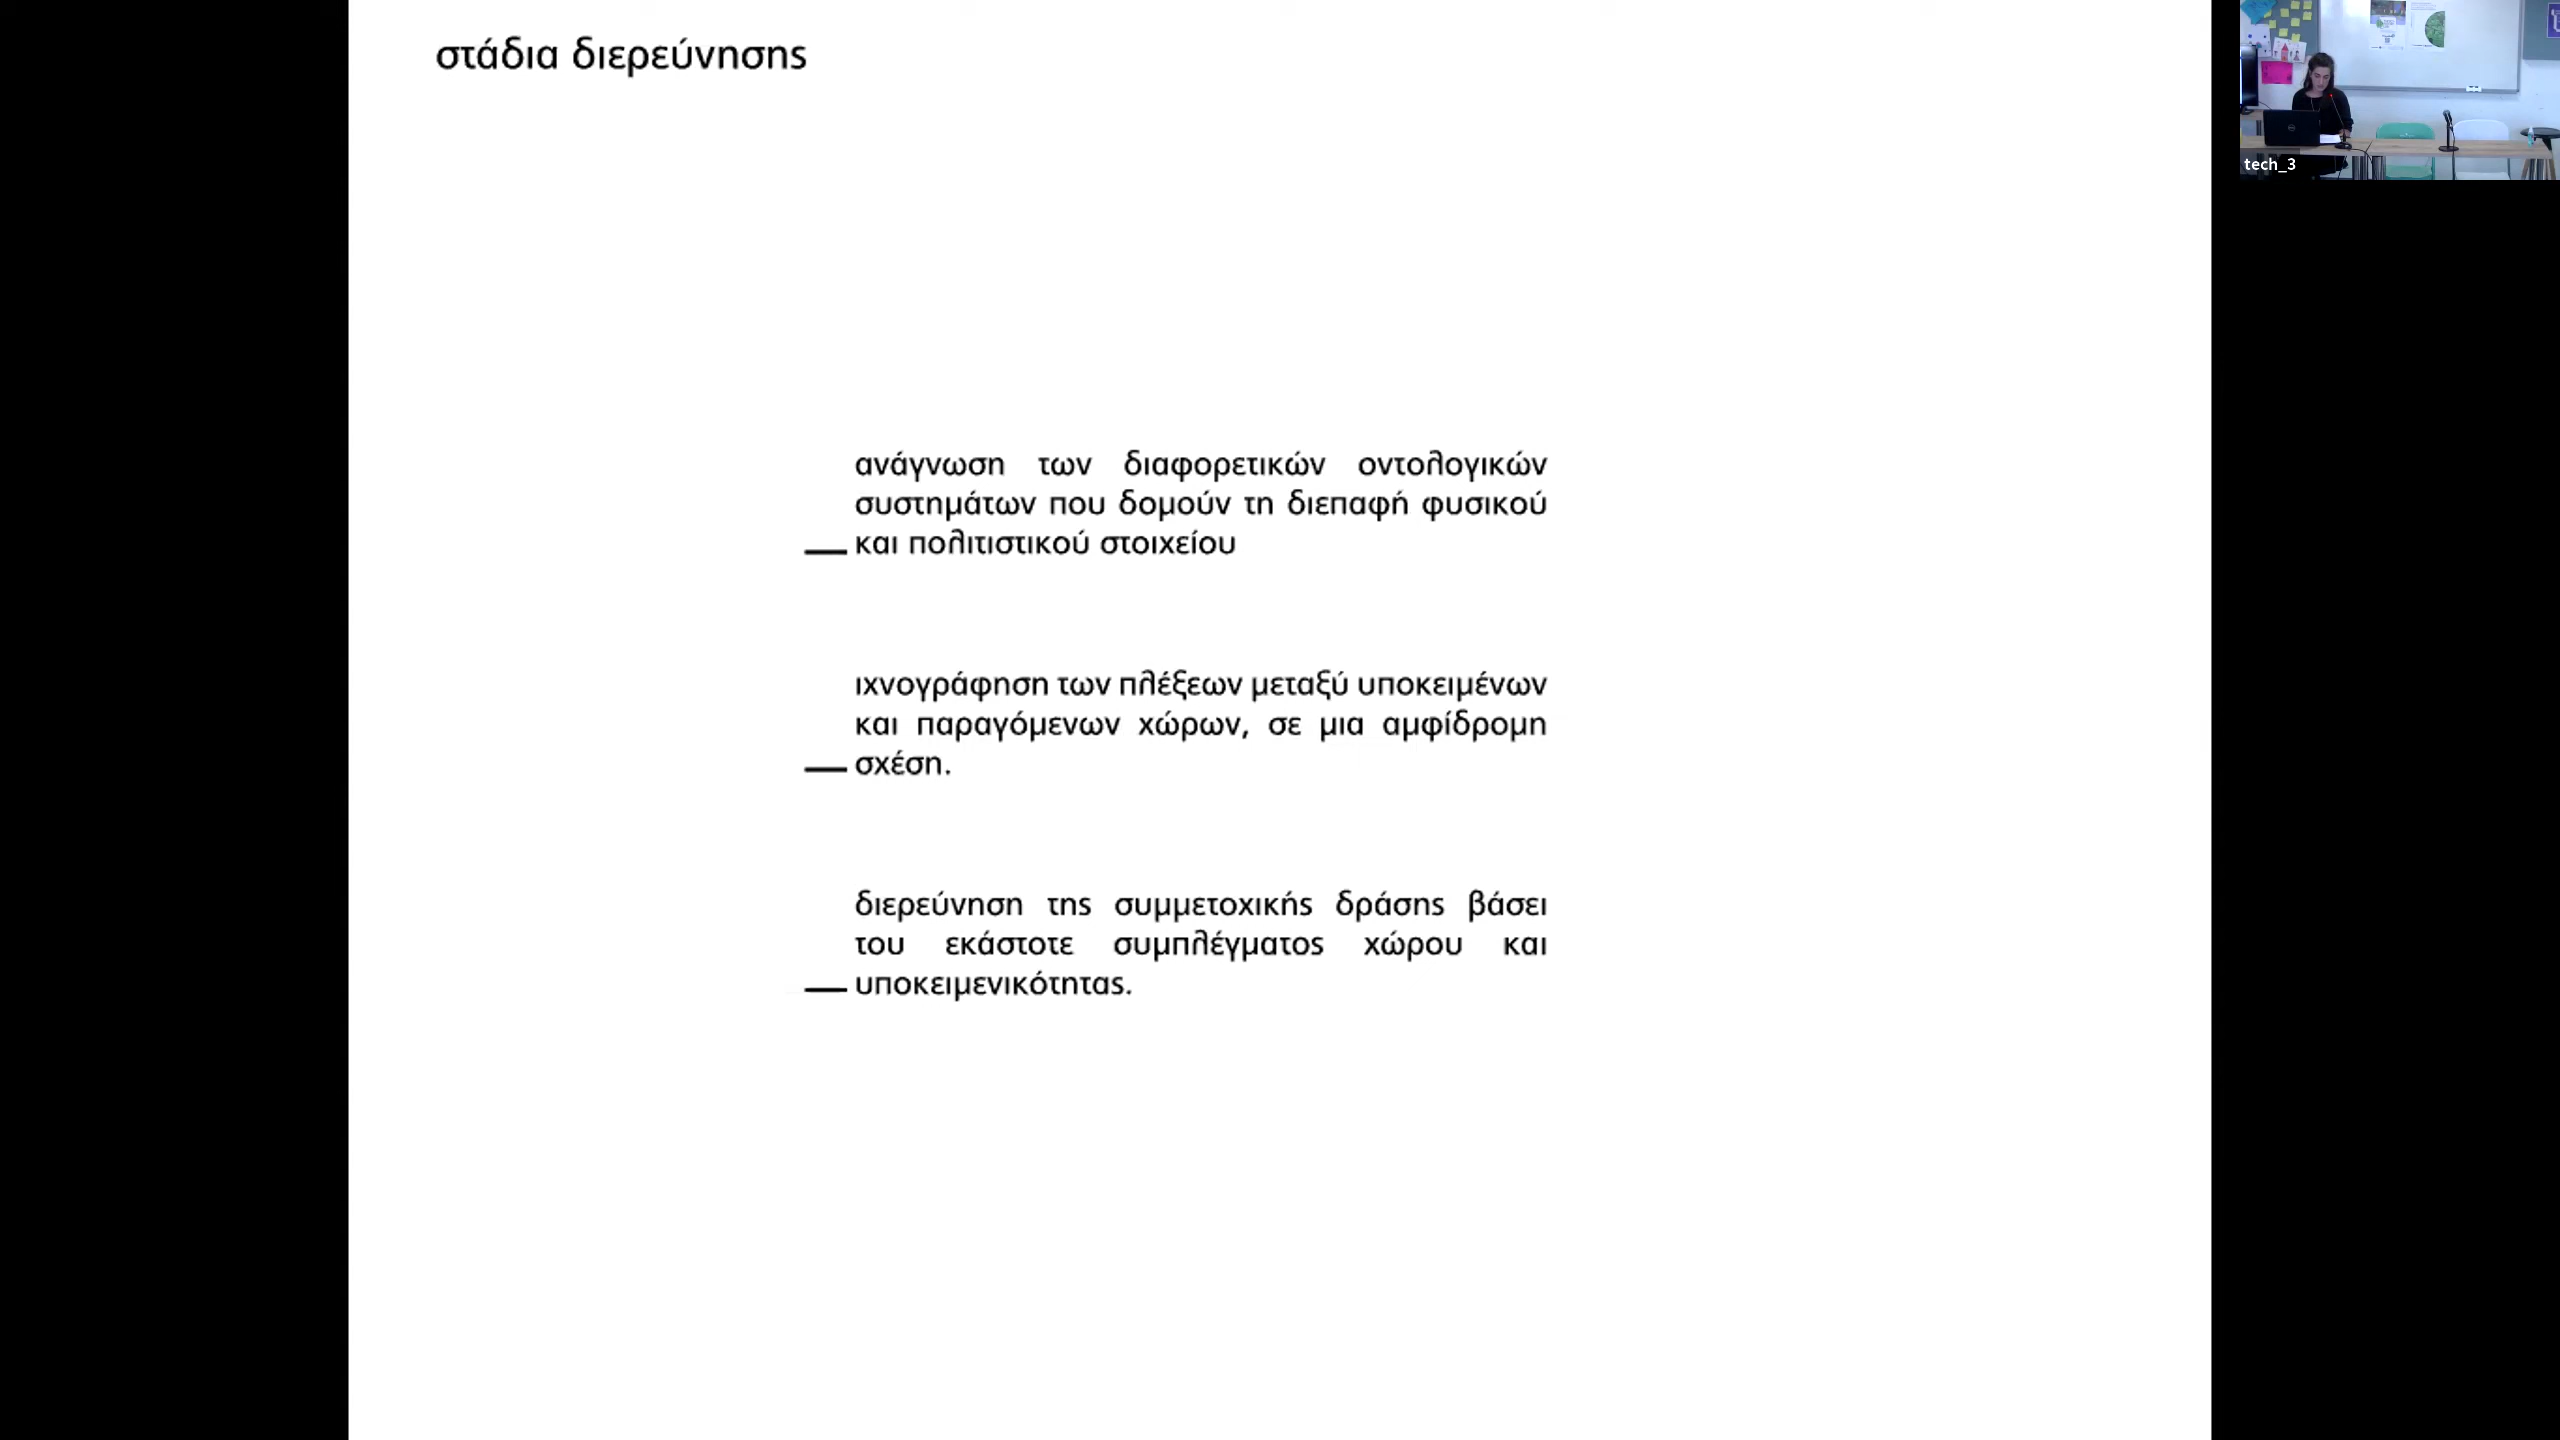 στάδια διερεύνησης
tech_3
ανάγνωση των διαφορετικών οντολογικών
συστημάτων που δομούν τη διεπαφή φυσικού
και πολιτιστικού στοιχείου
ιχνογράφηση των πλέξεων μεταξύ υποκειμένων
και παραγόμενων χώρων, σε μια αμφίδρομη
σχέση.
διερεύνηση της συμμετοχικής δράσης βάσει
του εκάστοτε συμπλέγματος χώρου και
υποκειμενικότητας.